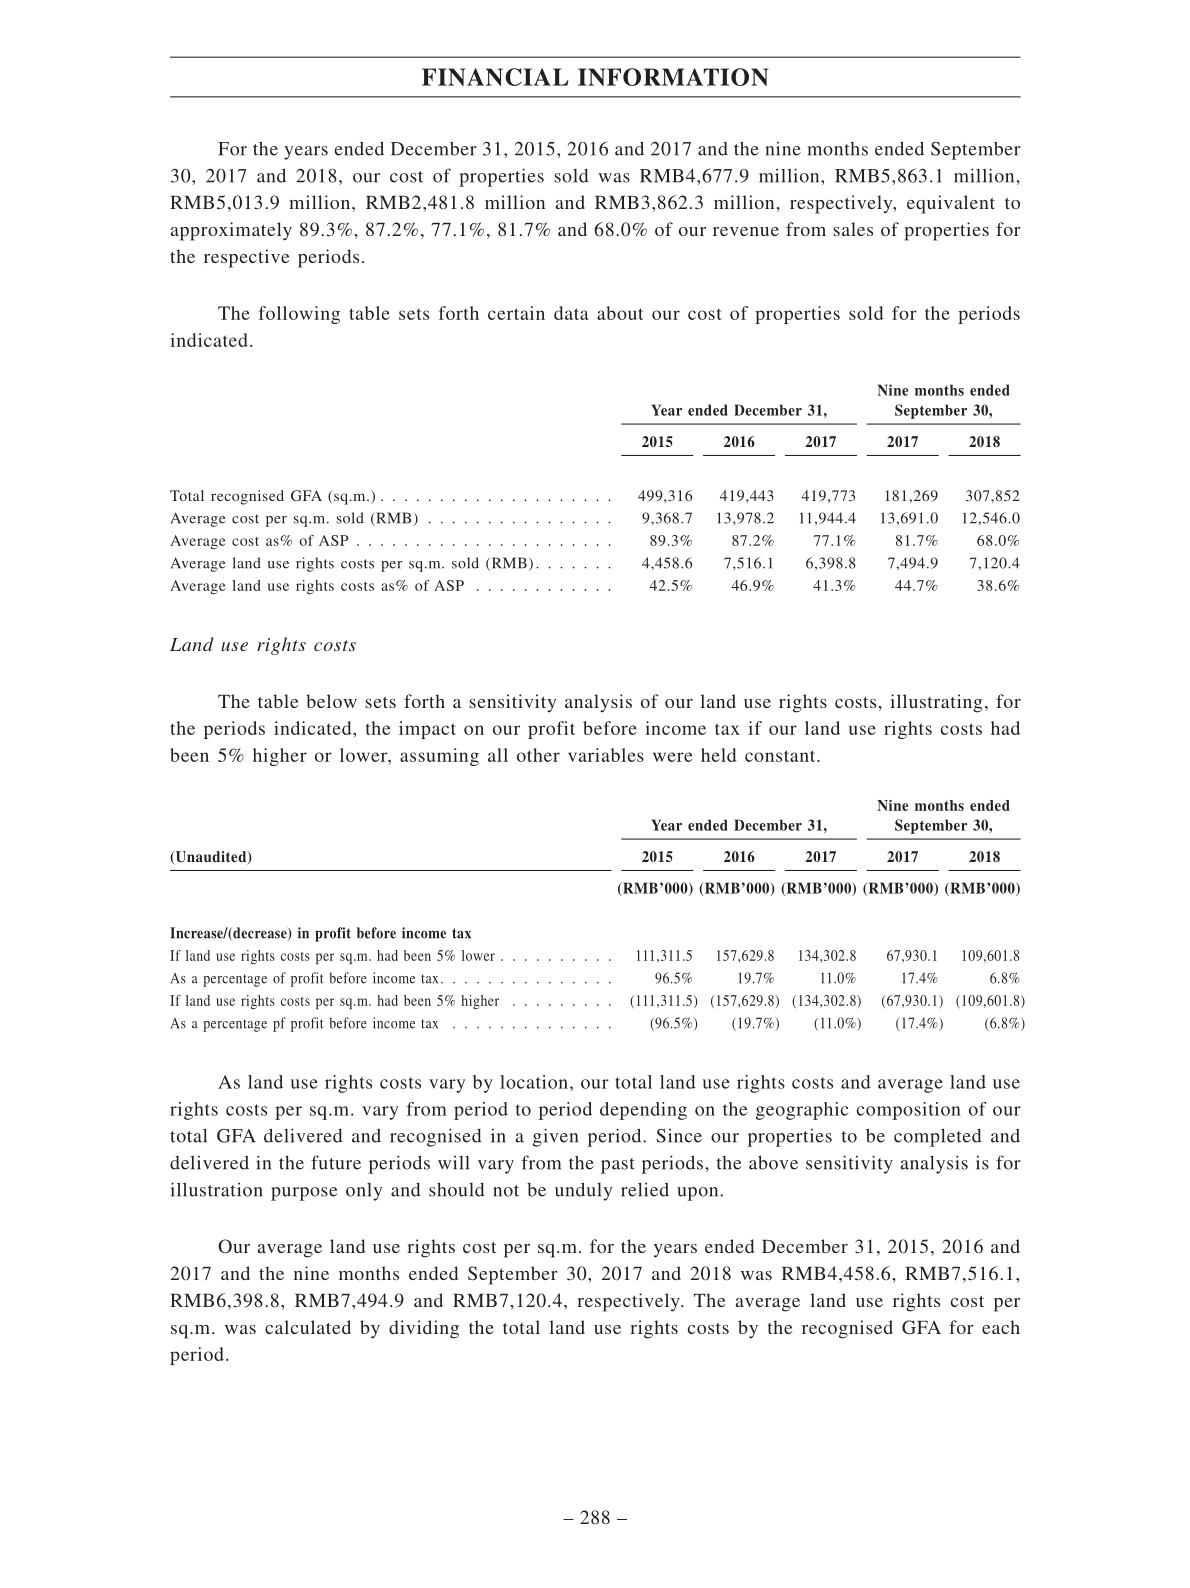 FINANCIAL INFORMATION
For the years ended December 31, 2015, 2016 and 2017 and the nine months ended September
30, 2017 and 2018, our cost of properties sold was RMB4,677.9 million, RMB5,863.1 million,
RMB5,013.9 million, RMB2,481.8 million and RMB3,862.3 million, respectively, equivalent to
approximately 89.3%, 87.2%, 77.1%, 81.7% and 68.0% of our revenue from sales of properties for
the respective periods.
The following table sets forth certain data about our cost of properties sold for the periods
indicated.
Nine months ended
Year ended December 31, September 30,
2015 2016 2017 2017 2018
Total recognised GFA (sq.m.) . . . . . . . . . . . . . . . . . . . . 499,316 419,443 419,773 181,269 307,852
Average cost per sq.m. sold (RMB) . . . . . . . . . . . . . . . . 9,368.7 13,978.2 11,944.4 13,691.0 12,546.0
Average cost as% of ASP . . . . . . . . . . . . . . . . . . . . . . 89.3% 87.2% 77.1% 81.7% 68.0%
Average land use rights costs per sq.m. sold (RMB). . . . . . . 4,458.6 7,516.1 6,398.8 7,494.9 7,120.4
Average land use rights costs as% of ASP . . . . . . . . . . . . 42.5% 46.9% 41.3% 44.7% 38.6%
Land use rights costs
The table below sets forth a sensitivity analysis of our land use rights costs, illustrating, for
the periods indicated, the impact on our profit before income tax if our land use rights costs had
been 5% higher or lower, assuming all other variables were held constant.
Nine months ended
Year ended December 31, September 30,
(Unaudited) 2015 2016 2017 2017 2018
(RMB'000) (RMB'000) (RMB'000) (RMB'000) (RMB'000)
Increase/(decrease) in profit before income tax
If land use rights costs per sq.m. had been 5% lower . . . . . . . . . . 111,311.5 157,629.8 134,302.8 67,930.1 109,601.8
As a percentage of profit before income tax. . . . . . . . . . . . . . . 96.5% 19.7% 11.0% 17.4% 6.8%
If land use rights costs per sq.m. had been 5% higher . . . . . . . . . (111,311.5) (157,629.8) (134,302.8) (67,930.1) (109,601.8)
As a percentage pf profit before income tax . . . . . . . . . . . . . . (96.5%) (19.7%) (11.0%) (17.4%) (6.8%)
As land use rights costs vary by location, our total land use rights costs and average land use
rights costs per sq.m. vary from period to period depending on the geographic composition of our
total GFA delivered and recognised in a given period. Since our properties to be completed and
delivered in the future periods will vary from the past periods, the above sensitivity analysis is for
illustration purpose only and should not be unduly relied upon.
Our average land use rights cost per sq.m. for the years ended December 31, 2015, 2016 and
2017 and the nine months ended September 30, 2017 and 2018 was RMB4,458.6, RMB7,516.1,
RMB6,398.8, RMB7,494.9 and RMB7,120.4, respectively. The average land use rights cost per
sq.m. was calculated by dividing the total land use rights costs by the recognised GFA for each
period.
– 288 –